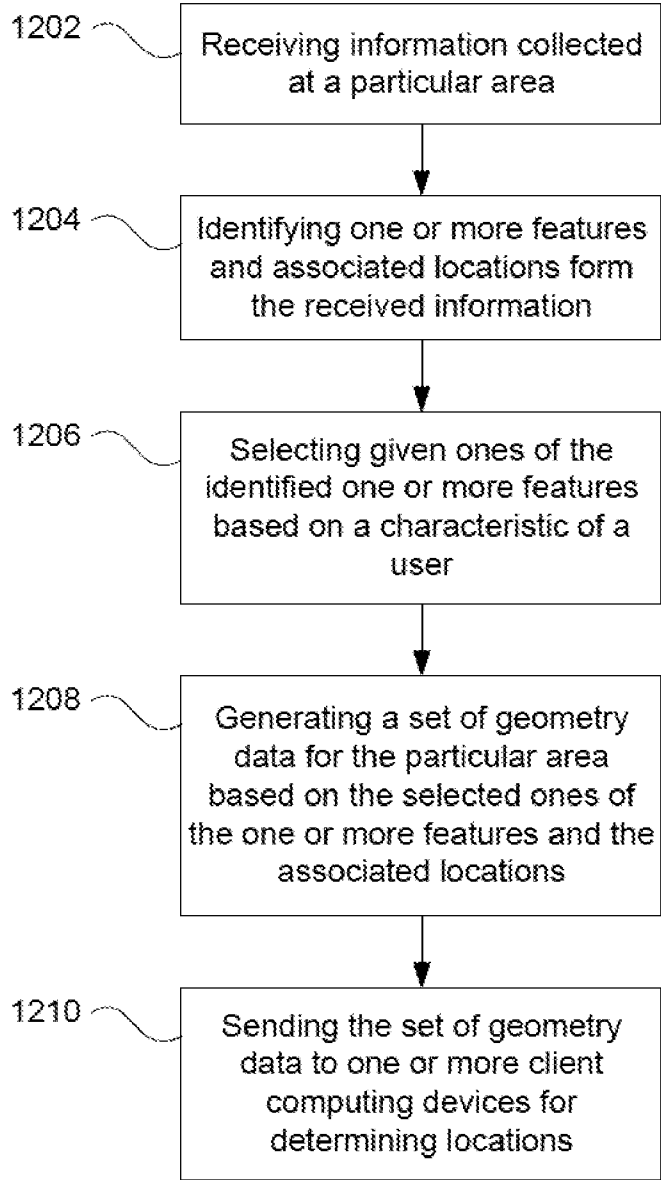 1202
Receiving information collected
at a particular area
1204
Identifying one or more features
and associated locations form
the received information
1206
Selecting given ones of the
identified one or more features
based on a characteristic of a
user
1208
Generating a set of geometry
data for the particular area
based on the selected ones of
the one or more features and the
associated locations
1210
Sending the set of geometry
data to one or more client
computing devices for
determining locations